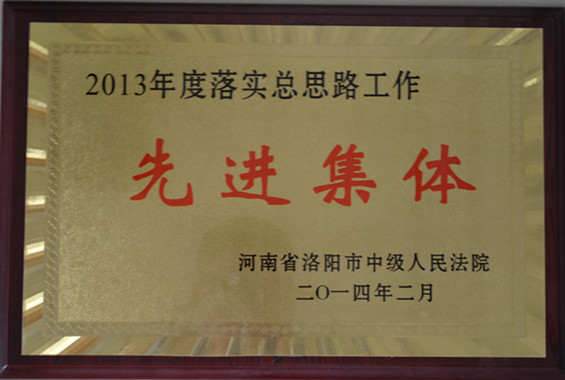 2013年度落实总思路工作
先进集体
河南省洛阳市中级人民法院
二〇一四年二月